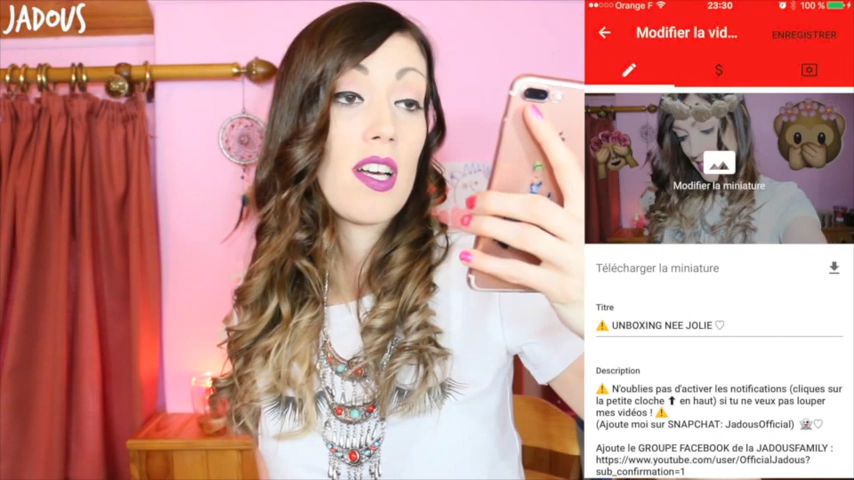 JADOUS
Orange F 23:30 100 %
Modifier la vid... ENREGISTRER
$
Modifier la miniature
Télécharger la miniature
Titre
⚠️ UNBOXING NEE JOLIE ♡
Description
⚠️ N'oublies pas d'activer les notifications (cliques sur
la petite cloche ⬆ en haut) si tu ne veux pas louper
mes vidéos ! ⚠️
(Ajoute moi sur SNAPCHAT: JadousOfficial) 👻♡
Ajoute le GROUPE FACEBOOK de la JADOUSFAMILY :
https://www.youtube.com/user/OfficialJadous?
sub_confirmation=1